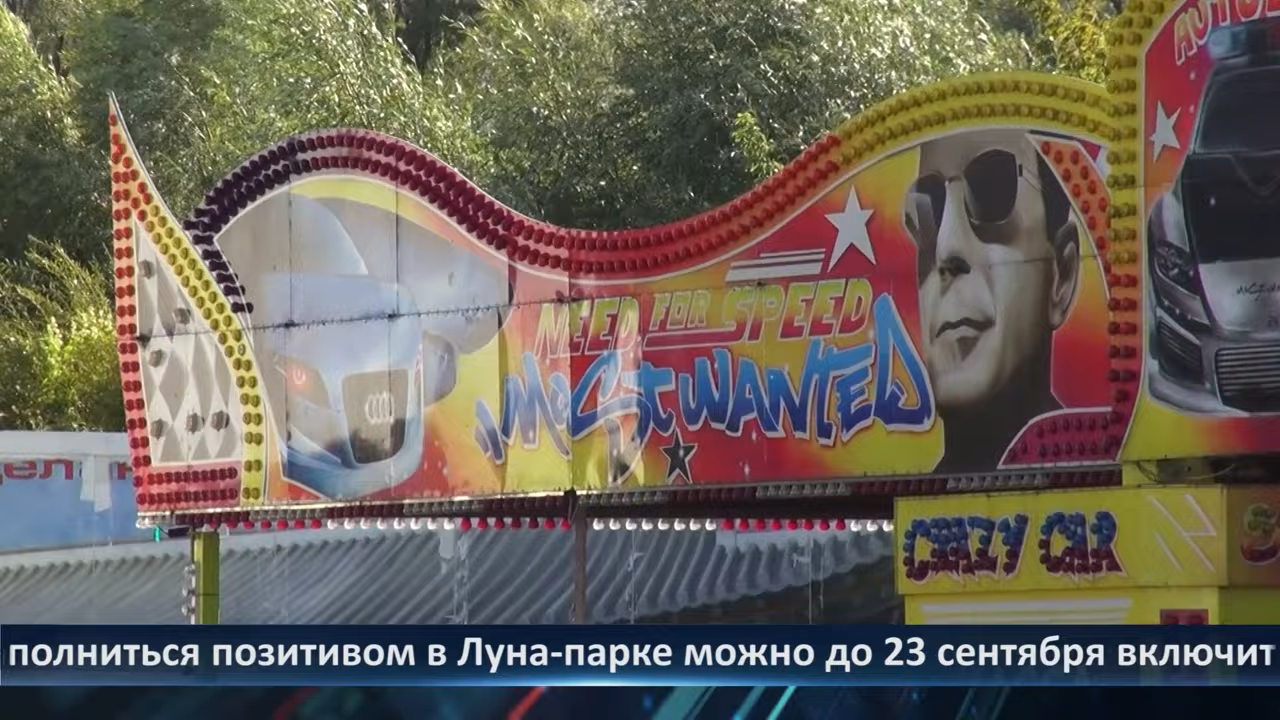 NEED FOR SPEED
MOST WANTED
CRAZY CAR
полниться позитивом в Луна-парке можно до 23 сентября включит